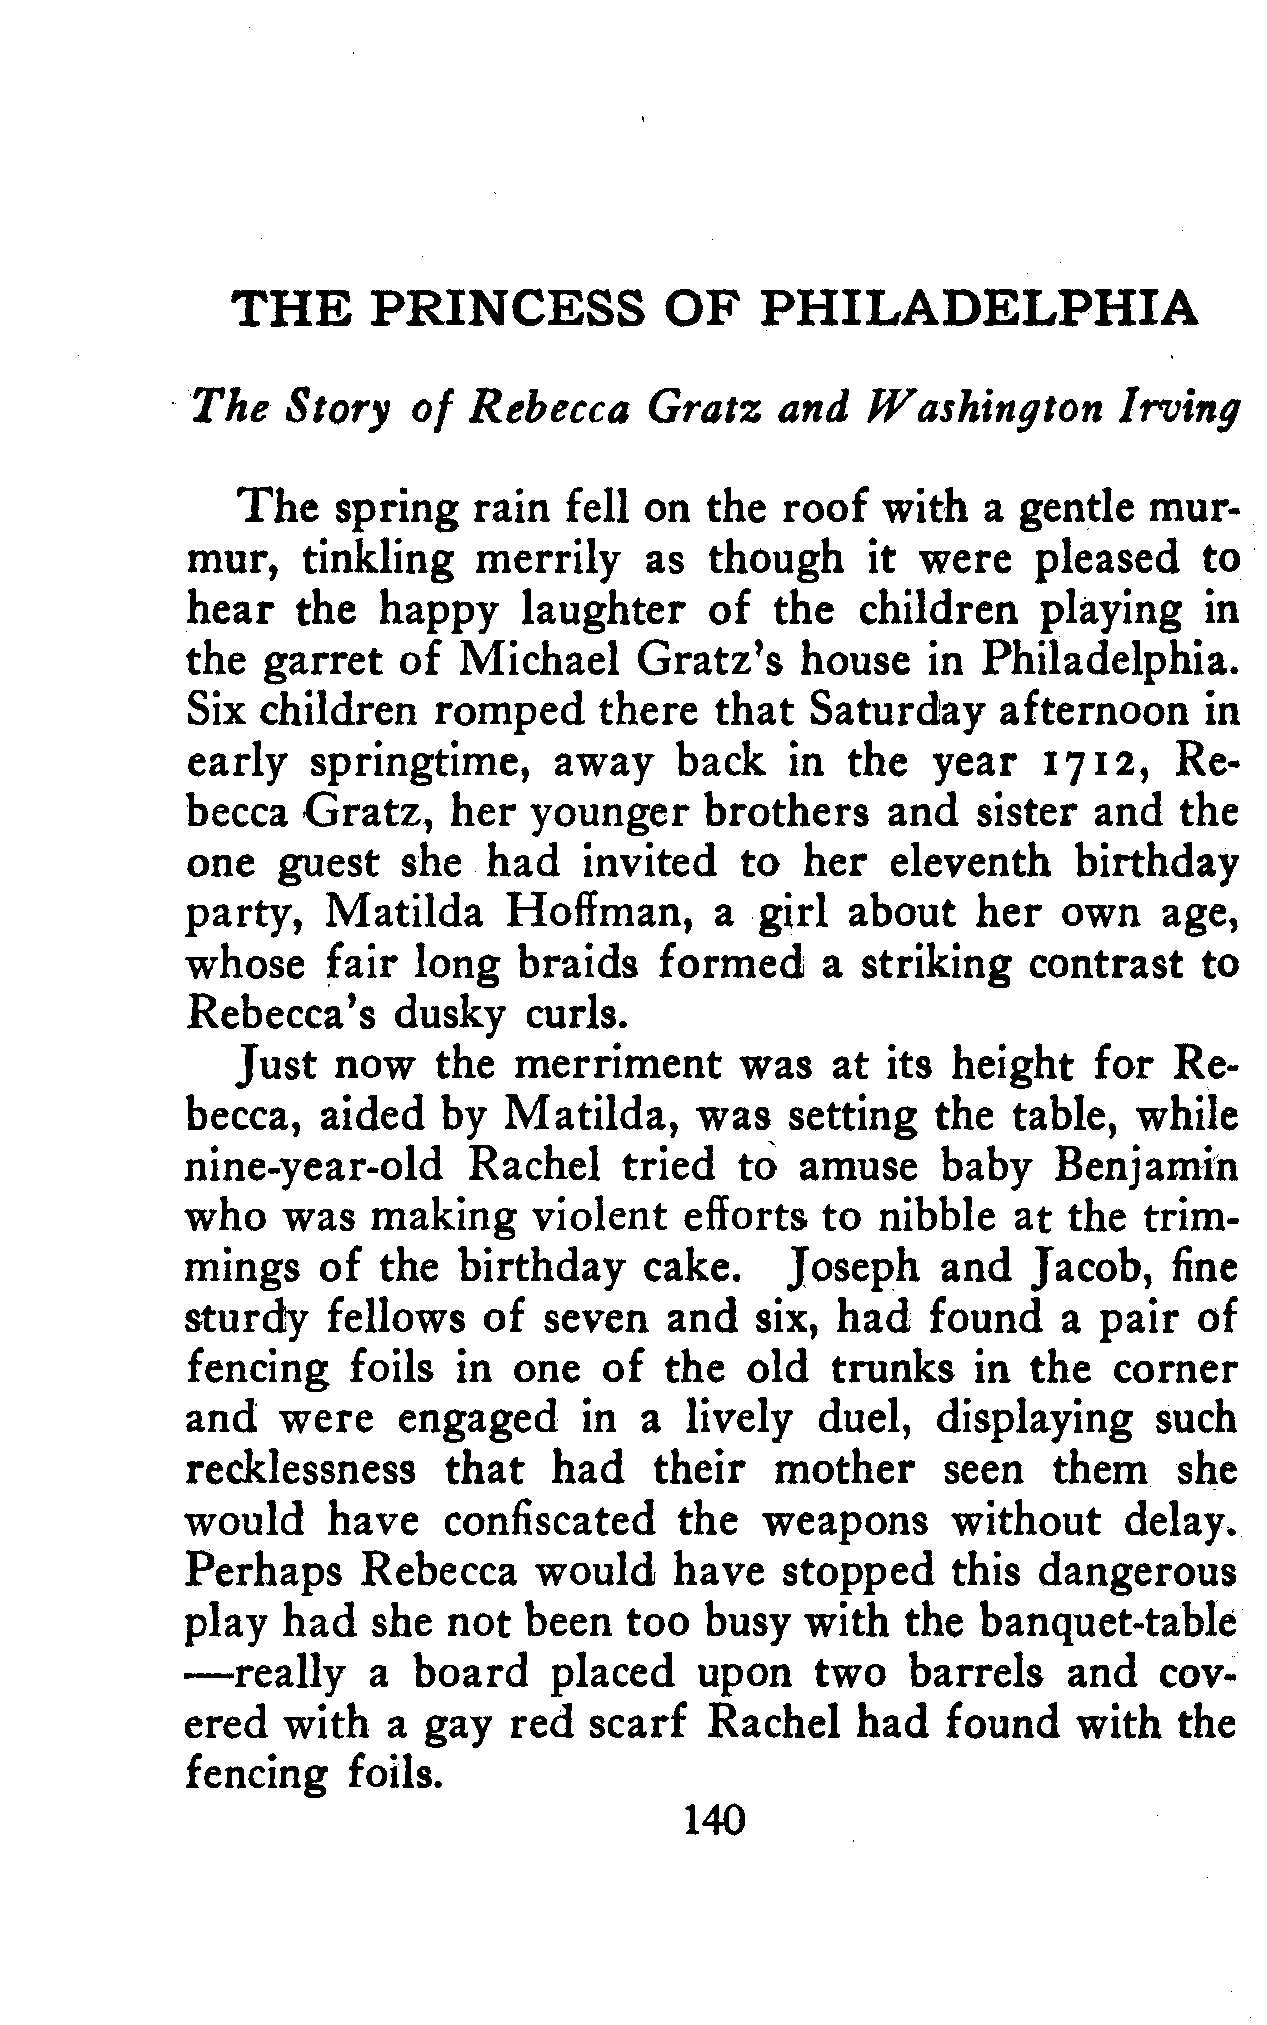 THE PRINCESS OF PHILADELPHIA
The Story of Rebecca Gratz and Washington Irving
The spring rain fell on the roof with a gentle mur-
mur, tinkling merrily as though it were pleased to
hear the happy laughter of the children playing in
the garret of Michael Gratz's house in Philadelphia.
Six children romped there that Saturday afternoon in
early springtime, away back in the year 1712, Re-
becca Gratz, her younger brothers and sister and the
one guest she had invited to her eleventh birthday
party, Matilda Hoffman, a girl about her own age,
whose fair long braids formed a striking contrast to
Rebecca's dusky curls.
Just now the merriment was at its height for Re-
becca, aided by Matilda, was setting the table, while
nine-year-old Rachel tried to amuse baby Benjamin
who was making violent efforts to nibble at the trim-
mings of the birthday cake. Joseph and Jacob, fine
sturdy fellows of seven and six, had found a pair of
fencing foils in one of the old trunks in the corner
and were engaged in a lively duel, displaying such
recklessness that had their mother seen them she
would have confiscated the weapons without delay.
Perhaps Rebecca would have stopped this dangerous
play had she not been too busy with the banquet-table
—really a board placed upon two barrels and cov-
ered with a gay red scarf Rachel had found with the
fencing foils.
140